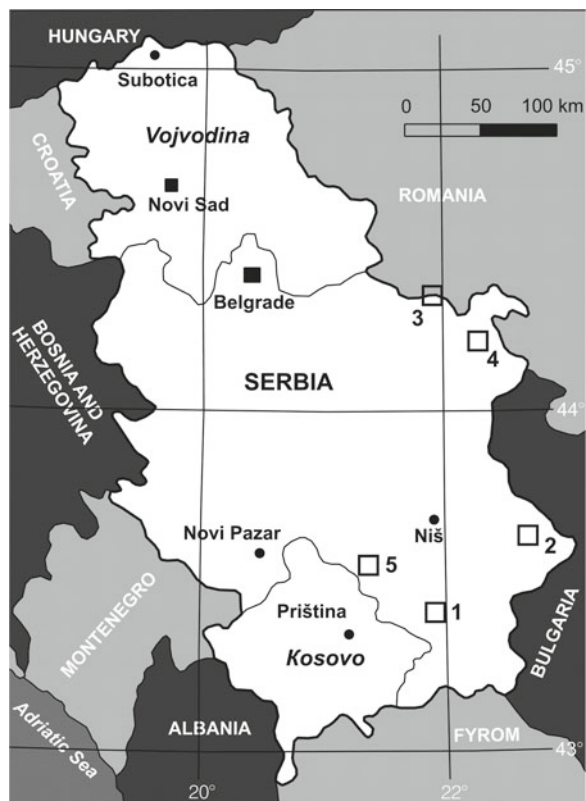 HUNGARY
Subotica
45°
0 50 100 km
Vojvodina
CROATIA
Novi Sad
ROMANIA
Belgrade
3
4
BOSNIA AND
HERZEGOVINA
SERBIA
44°
Novi Pazar
Niš
2
5
MONTENEGRO
Priština
1
Kosovo
BULGARIA
Adriatic Sea
ALBANIA
FYROM
43°
20°
22°